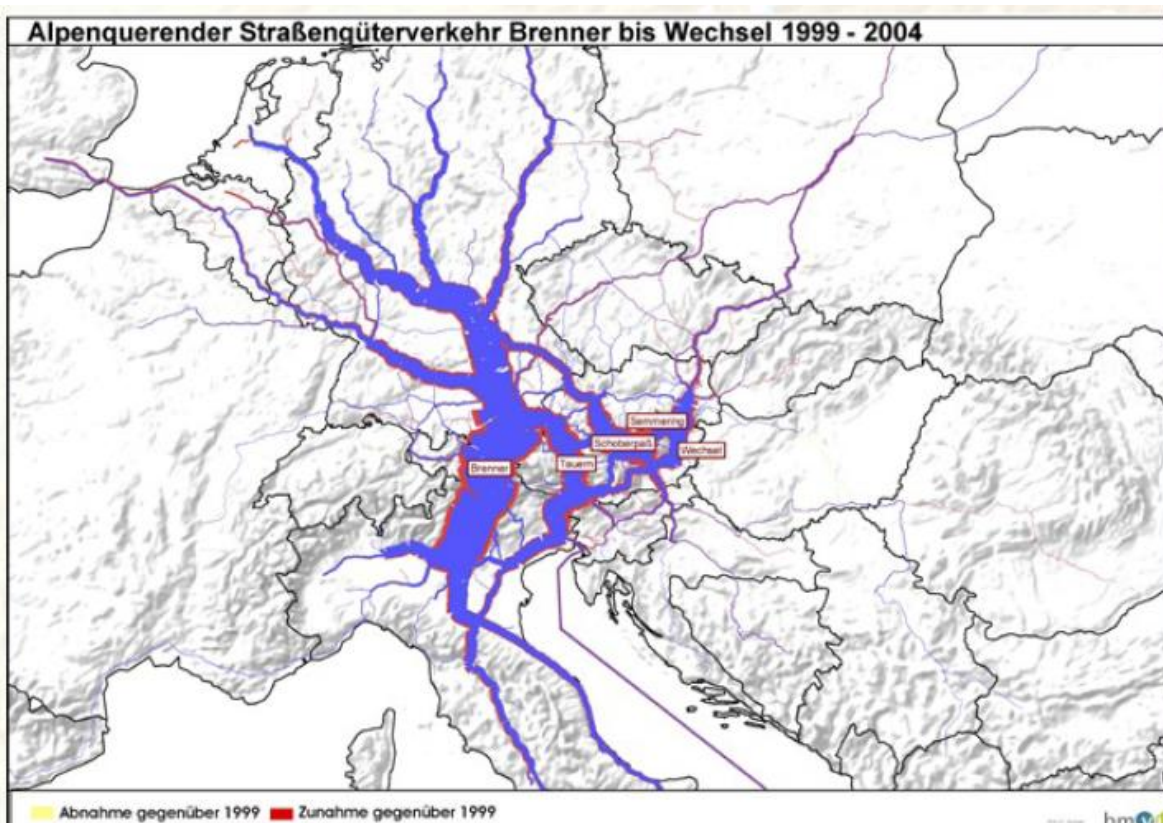 Alpenquerender Straßengüterverkehr Brenner bis Wechsel 1999 - 2004
Semmering
Schoberpaß
Wechsel
Brenner
Tauern
Abnahme gegenüber 1999 Zunahme gegenüber 1999